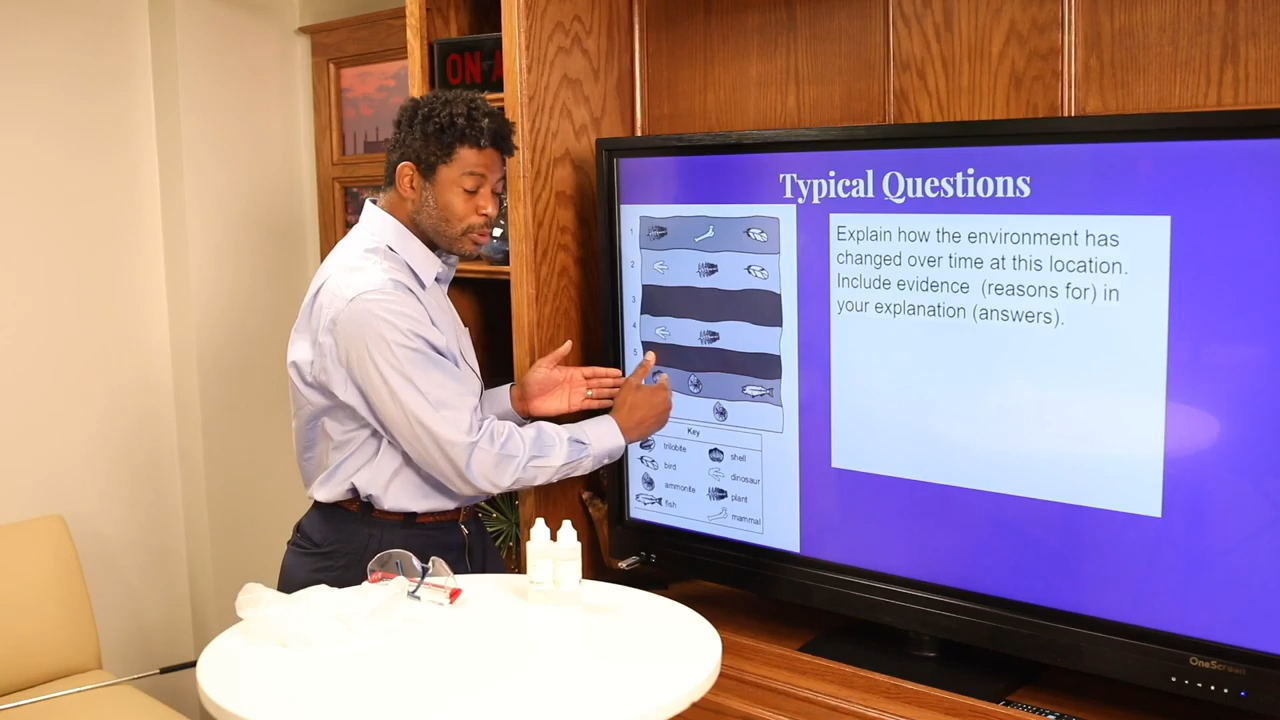 ON
Typical Questions
Explain how the environment has
changed over time at this location.
Include evidence (reasons for) in
your explanation (answers).
1
2
3
4
5
Key
trilobite
bird
ammonite
fish
shell
dinosaur
plant
mammal
OneScreen